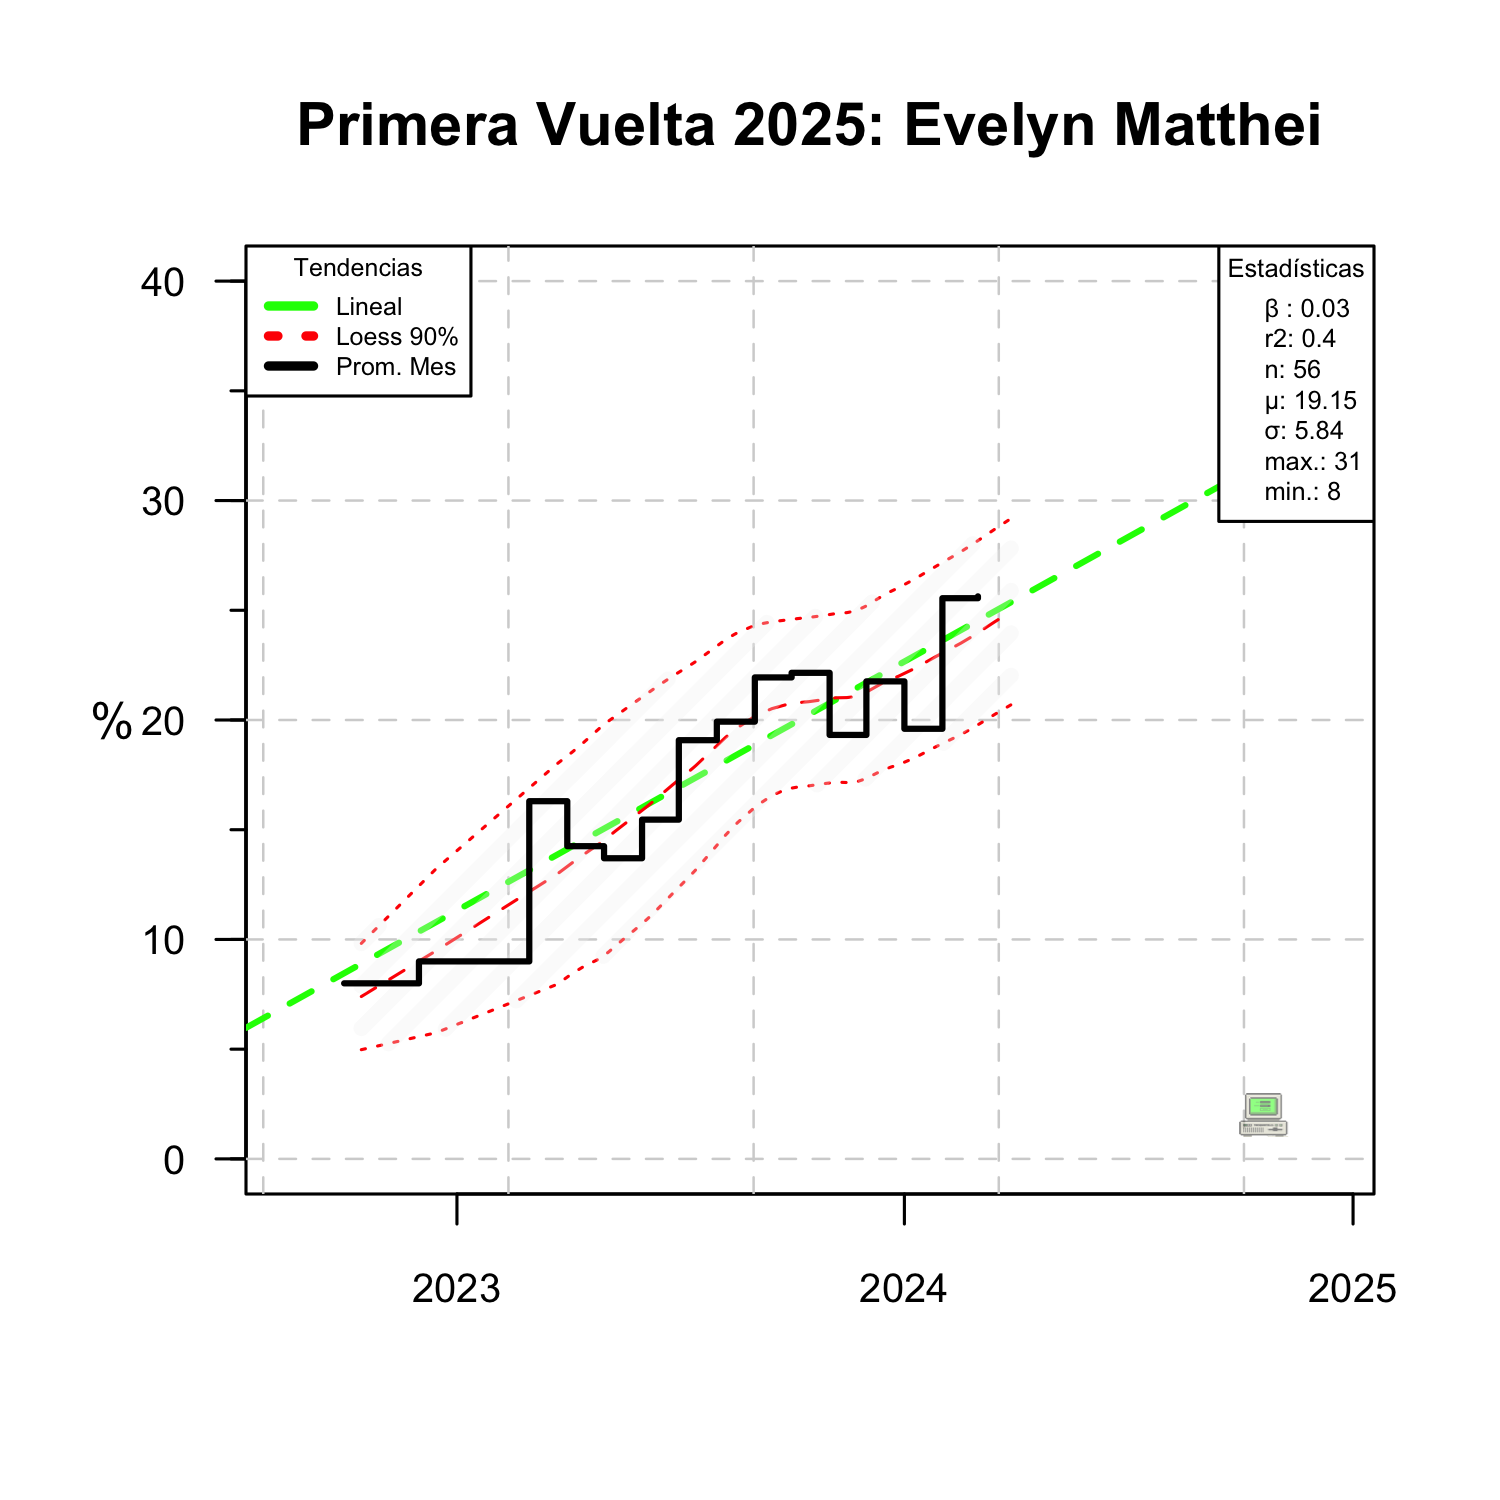 Primera Vuelta 2025: Evelyn Matthei
Tendencias
Lineal
Loess 90%
Prom. Mes
Estadísticas
β : 0.03
r2: 0.4
n: 56
μ: 19.15
σ: 5.84
max.: 31
min.: 8
%
40
30
20
10
0
2023
2024
2025